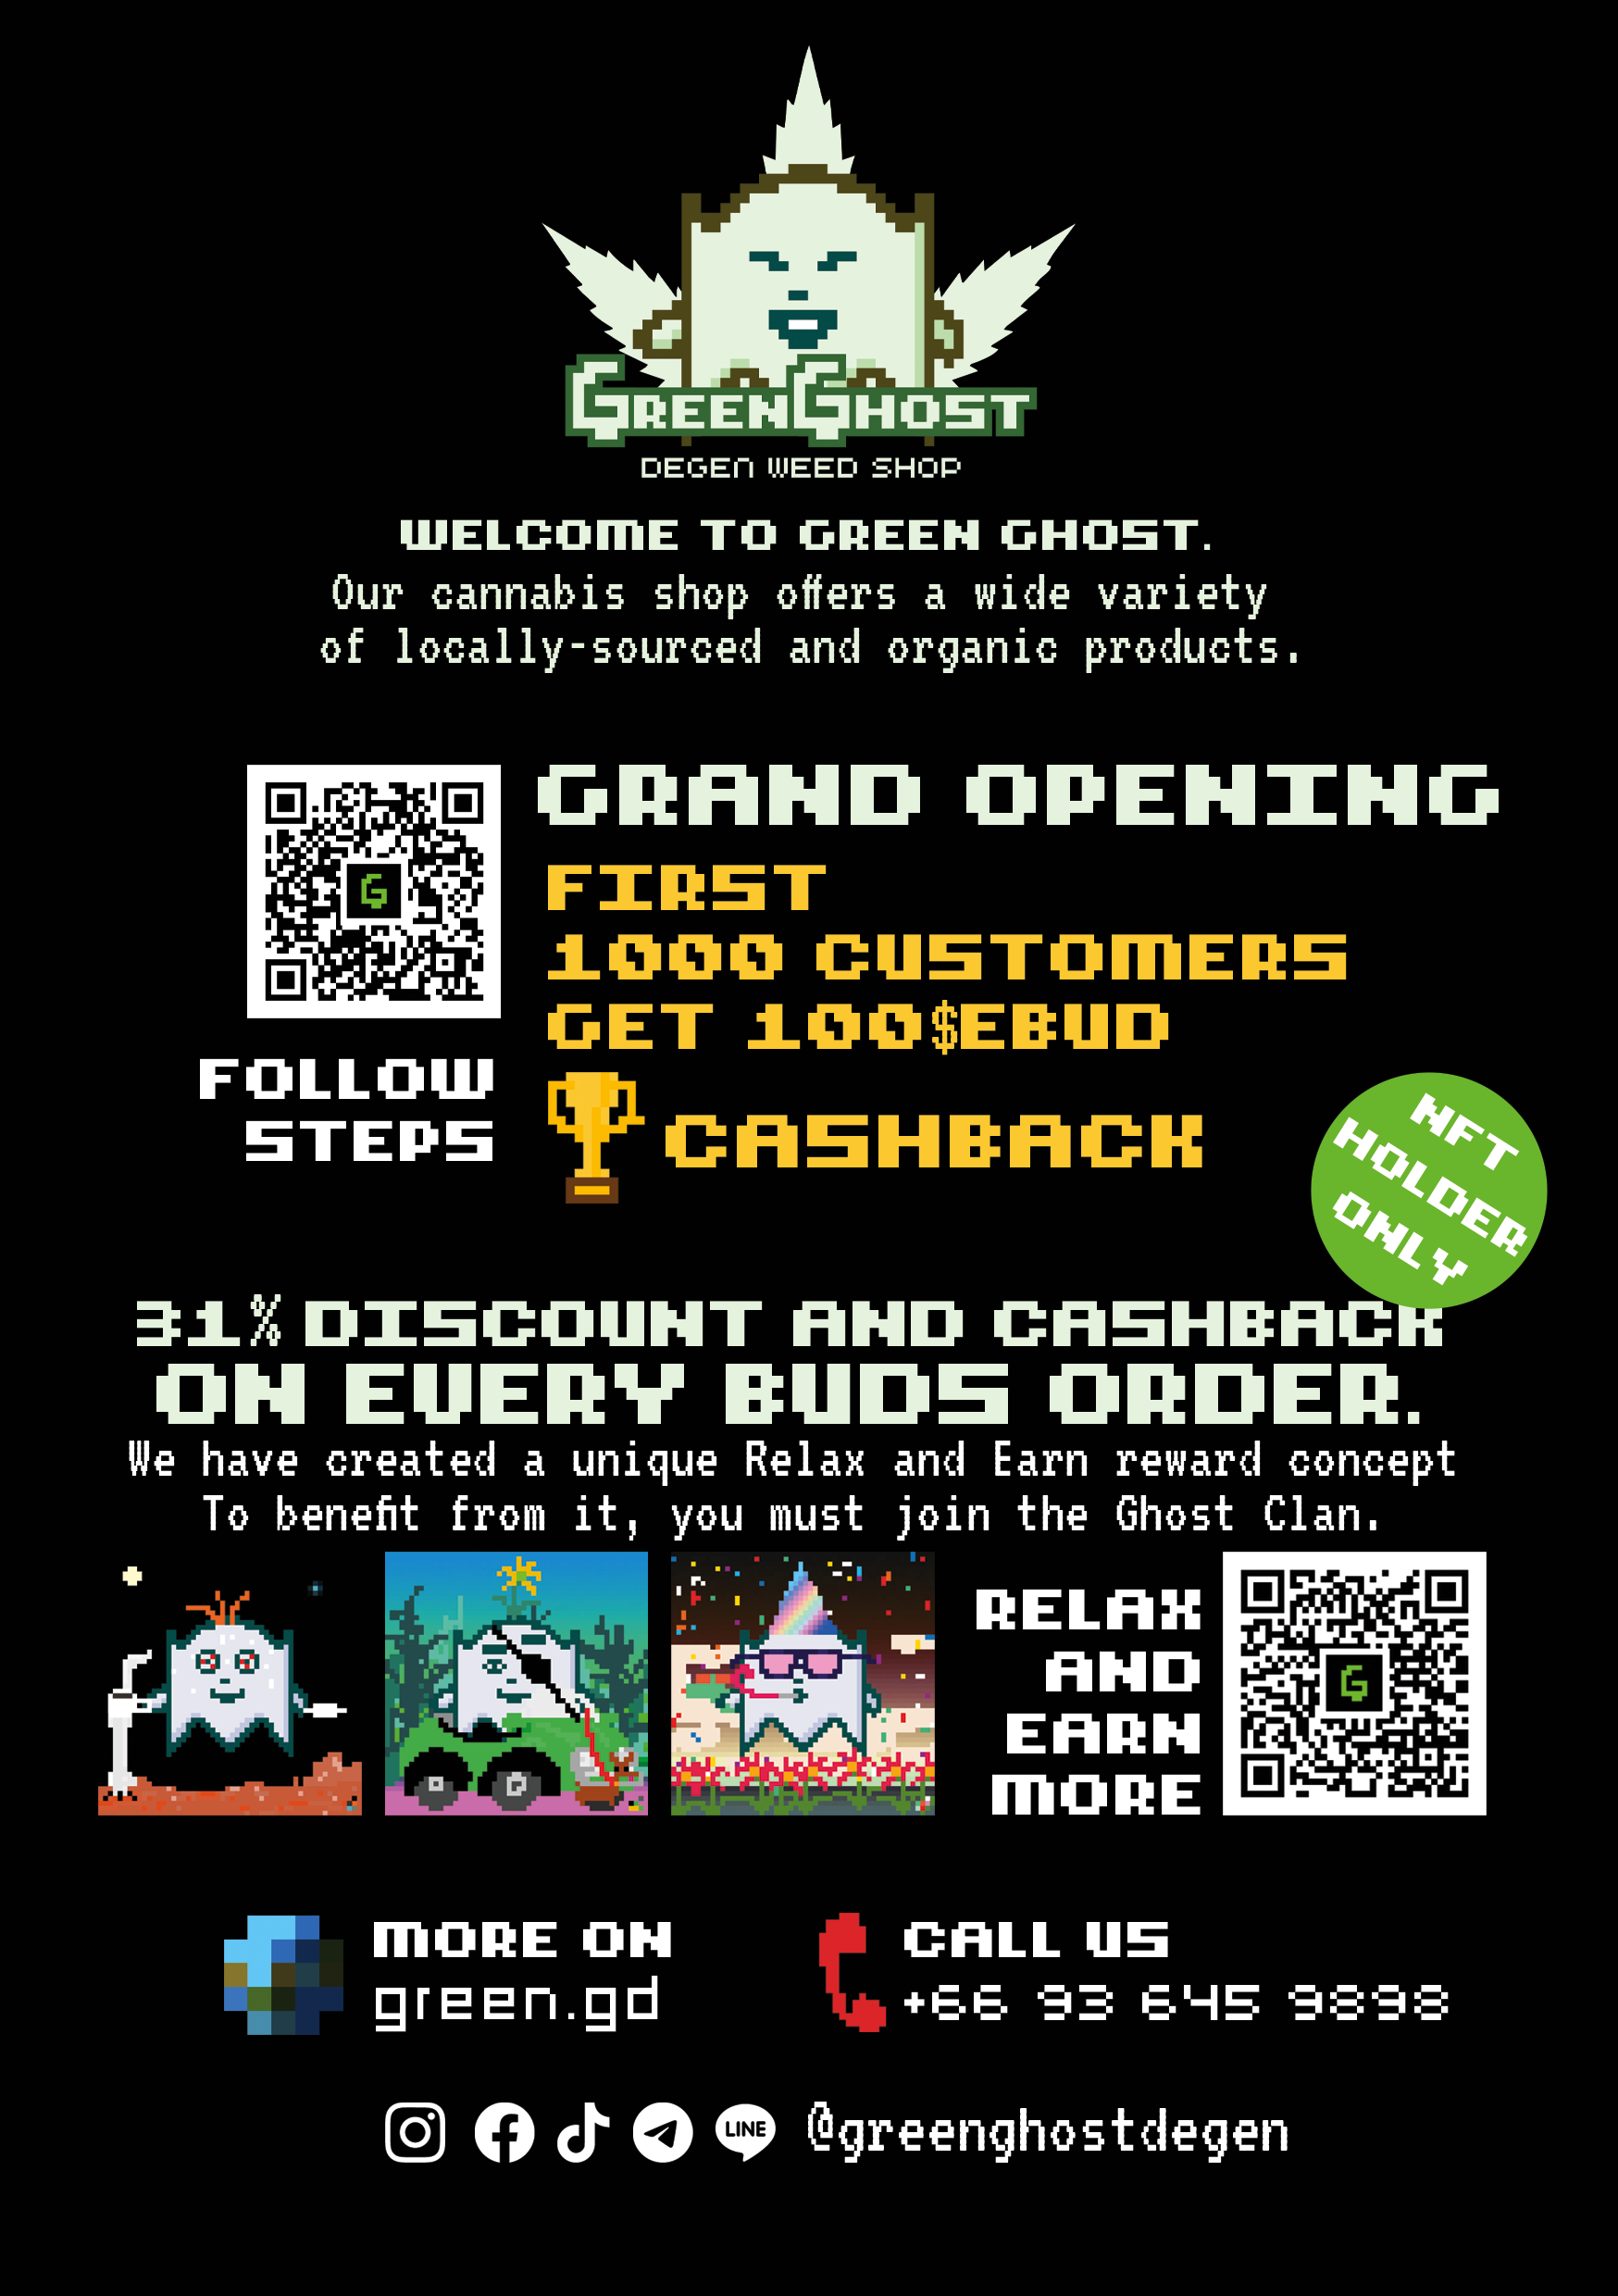 GREENGHOST
DEGEN WEED SHOP
WELCOME TO GREEN GHOST.
Our cannabis shop offers a wide variety
of locally-sourced and organic products.
GRAND OPENING
FIRST
1000 CUSTOMERS
GET 100$EBUD
CASHBACK
G
FOLLOW
STEPS
NFT
HOLDER
ONLY
31% DISCOUNT AND CASHBACK
ON EVERY BUDS ORDER.
We have created a unique Relax and Earn reward concept
To benefit from it, you must join the Ghost Clan.
RELAX
AND
EARN
MORE
G
MORE ON
green.gd
CALL US
+66 93 645 9898
LINE @greenghostdegen